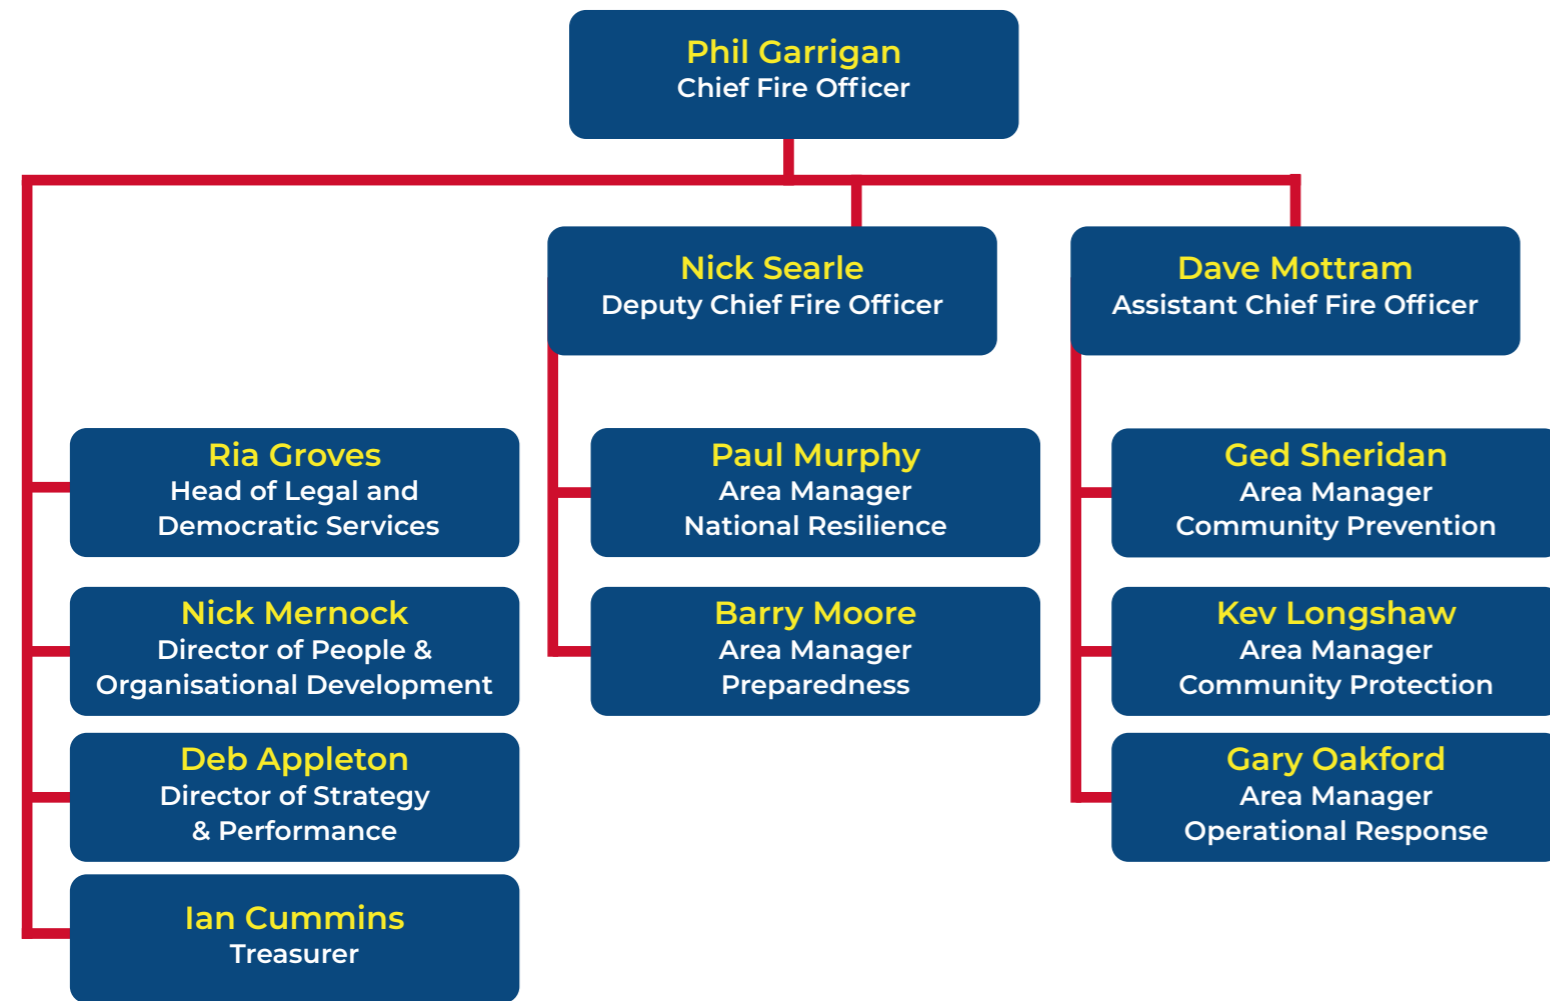 Phil Garrigan
Chief Fire Officer
Nick Searle
Deputy Chief Fire Officer
Dave Mottram
Assistant Chief Fire Officer
Ria Groves
Head of Legal and
Democratic Services
Nick Mernock
Director of People &
Organisational Development
Deb Appleton
Director of Strategy
& Performance
Ian Cummins
Treasurer
Paul Murphy
Area Manager
National Resilience
Barry Moore
Area Manager
Preparedness
Ged Sheridan
Area Manager
Community Prevention
Kev Longshaw
Area Manager
Community Protection
Gary Oakford
Area Manager
Operational Response